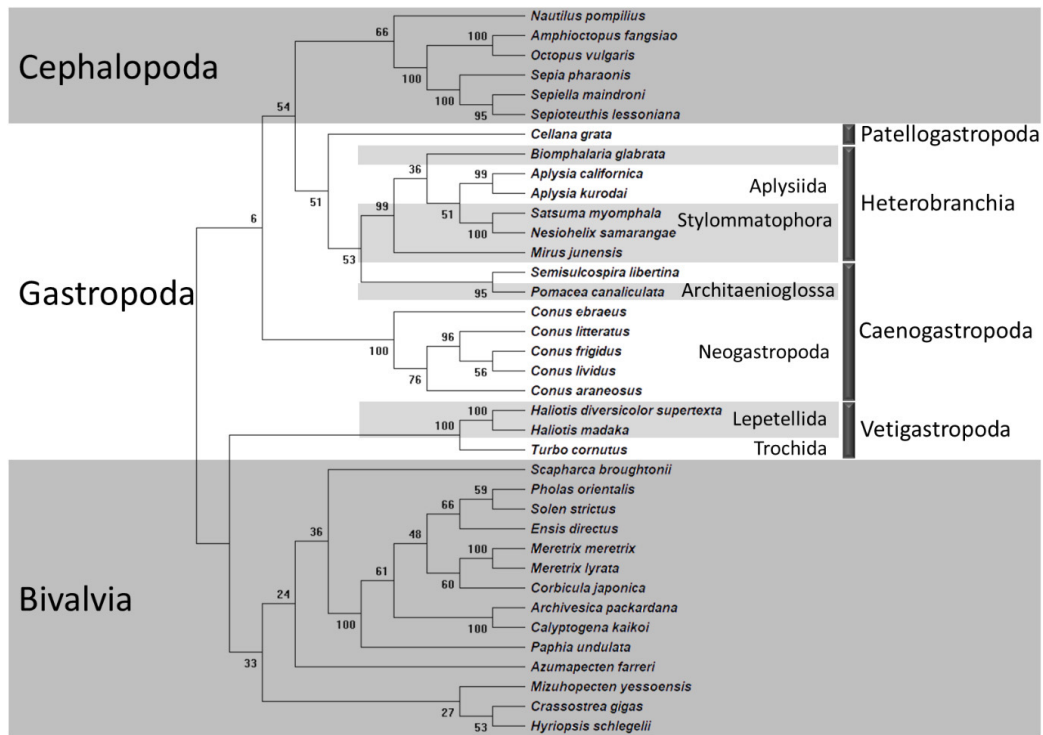 Cephalopoda
Gastropoda
Bivalvia
Nautilus pompilius
Amphioctopus fangsiao
Octopus vulgaris
Sepia pharaonis
Sepiella maindroni
Sepioteuthis lessoniana
Cellana grata
Biomphalaria glabrata
Aplysia californica
Aplysia kurodai
Satsuma myomphala
Nesiohelix samarangae
Mirus junensis
Semisulcospira libertina
Pomacea canaliculata
Conus ebraeus
Conus litteratus
Conus frigidus
Conus lividus
Conus araneosus
Haliotis diversicolor supertexta
Haliotis madaka
Turbo cornutus
Scapharca broughtonii
Pholas orientalis
Solen strictus
Ensis directus
Meretrix meretrix
Meretrix lyrata
Corbicula japonica
Archivesica packardana
Calyptogena kaikoi
Paphia undulata
Azumapecten farreri
Mizuhopecten yessoensis
Crassostrea gigas
Hyriopsis schlegelii
Aplysiida
Stylommatophora
Architaenioglossa
Neogastropoda
Lepetellida
Trochida
Patellogastropoda
Heterobranchia
Caenogastropoda
Vetigastropoda
66
100
100
100
95
54
36
99
99
51
100
51
53
95
6
96
100
56
76
100
100
59
66
36
48
100
61
60
24
100
100
33
27
53